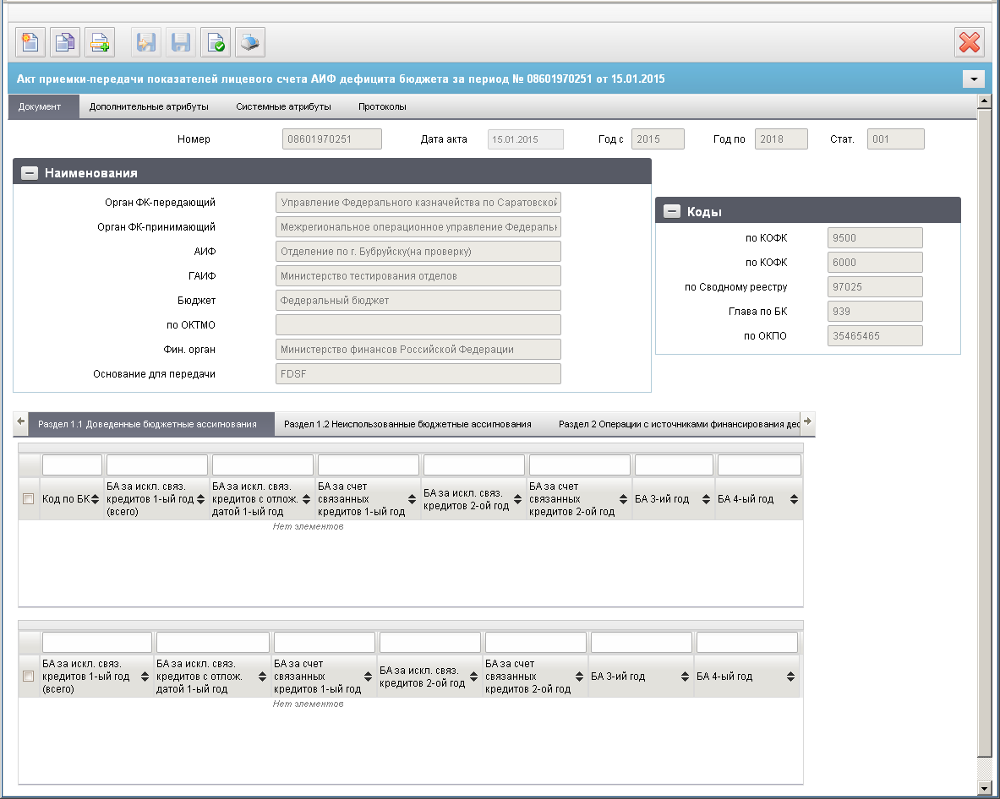 Акт приемки-передачи показателей лицевого счета АИФ дефицита бюджета за период № 08601970251 от 15.01.2015
Документ Дополнительные атрибуты Системные атрибуты Протоколы
Номер 08601970251 Дата акта 15.01.2015 Год с 2015 Год по 2018 Стат. 001
Наименования
Орган ФК-передающий Управление Федерального казначейства по Саратовской
Орган ФК-принимающий Межрегиональное операционное управление Федеральн
АИФ Отделение по г. Бубруйску(на проверку)
ГАИФ Министерство тестирования отделов
Бюджет Федеральный бюджет
по ОКТМО
Фин. орган Министерство финансов Российской Федерации
Основание для передачи FDSF
Коды
по КОФК 9500
по КОФК 6000
по Сводному реестру 97025
Глава по БК 939
по ОКПО 35465465
Раздел 1.1 Доведенные бюджетные ассигнования Раздел 1.2 Неиспользованные бюджетные ассигнования Раздел 2 Операции с источниками финансирования деф
Код по БК
БА за искл. связ.
кредитов 1-ый год
(всего)
БА за искл. связ.
кредитов с отлож.
датой 1-ый год
БА за счет
связанных
кредитов 1-ый год
БА за искл. связ.
кредитов 2-ой год
БА за счет
связанных
кредитов 2-ой год
БА 3-ий год
БА 4-ый год
Нет элементов
БА за искл. связ.
кредитов 1-ый год
(всего)
БА за искл. связ.
кредитов с отлож.
датой 1-ый год
БА за счет
связанных
кредитов 1-ый год
БА за искл. связ.
кредитов 2-ой год
БА за счет
связанных
кредитов 2-ой год
БА 3-ий год
БА 4-ый год
Нет элементов